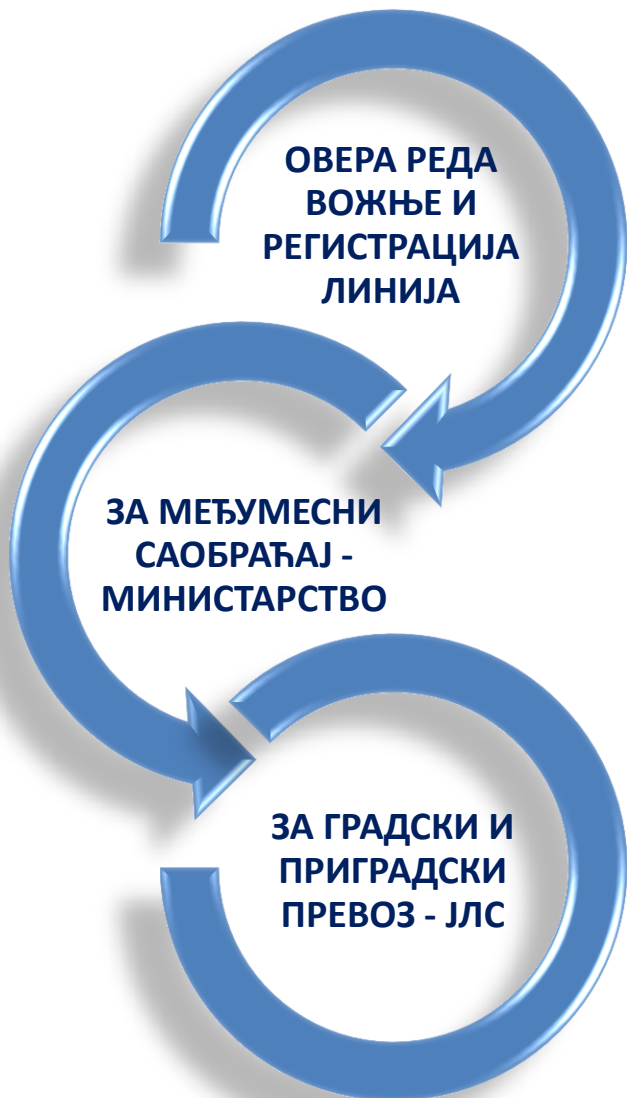 ОВЕРА РЕДА
ВОЖЊЕ И
РЕГИСТРАЦИЈА
ЛИНИЈА
ЗА МЕЂУМЕСНИ
САОБРАЋАЈ -
МИНИСТАРСТВО
ЗА ГРАДСКИ И
ПРИГРАДСКИ
ПРЕВОЗ - ЈЛС